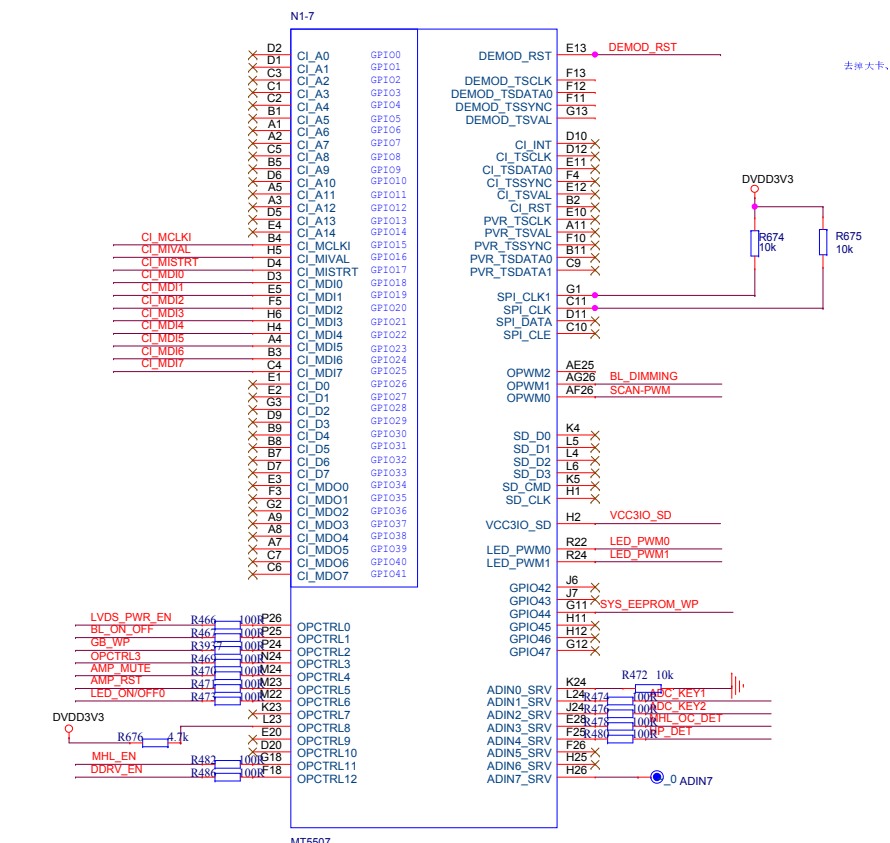 N1-7
D2 CI_A0 GPIO0
D1 CI_A1 GPIO1
C3 CI_A2 GPIO2
C1 CI_A3 GPIO3
C2 CI_A4 GPIO4
B1 CI_A5 GPIO5
A1 CI_A6 GPIO6
A2 CI_A7 GPIO7
C5 CI_A8 GPIO8
B5 CI_A9 GPIO9
D6 CI_A10 GPIO10
A5 CI_A11 GPIO11
A3 CI_A12 GPIO12
D5 CI_A13 GPIO13
E4 CI_A14 GPIO14
CI_MCLKI B4 CI_MCLKI GPIO15
CI_MIVAL H5 CI_MIVAL GPIO16
CI_MISTRT D4 CI_MISTRT GPIO17
CI_MDI0 D3 CI_MDI0 GPIO18
CI_MDI1 E5 CI_MDI1 GPIO19
CI_MDI2 F5 CI_MDI2 GPIO20
CI_MDI3 H6 CI_MDI3 GPIO21
CI_MDI4 H4 CI_MDI4 GPIO22
CI_MDI5 A4 CI_MDI5 GPIO23
CI_MDI6 B3 CI_MDI6 GPIO24
CI_MDI7 C4 CI_MDI7 GPIO25
E1 CI_D0 GPIO26
E2 CI_D1 GPIO27
G3 CI_D2 GPIO28
D9 CI_D3 GPIO29
B9 CI_D4 GPIO30
B8 CI_D5 GPIO31
B7 CI_D6 GPIO32
D7 CI_D7 GPIO33
E3 CI_MDO0 GPIO34
F3 CI_MDO1 GPIO35
G2 CI_MDO2 GPIO36
A9 CI_MDO3 GPIO37
A8 CI_MDO4 GPIO38
A7 CI_MDO5 GPIO39
C7 CI_MDO6 GPIO40
C6 CI_MDO7 GPIO41
LVDS_PWR_EN R466 100R P26 OPCTRL0
BL_ON_OFF R467 100R P25 OPCTRL1
GB_WP R3937 100R P24 OPCTRL2
OPCTRL3 R469 100R N24 OPCTRL3
AMP_MUTE R470 100R M24 OPCTRL4
AMP_RST R471 100R M23 OPCTRL5
LED_ON/OFF0 R473 100R M22 OPCTRL6
K23 OPCTRL7
DVDD3V3
R676 4.7k L23 OPCTRL8
E20 OPCTRL9
D20 OPCTRL10
MHL_EN R482 100R G18 OPCTRL11
DDRV_EN R486 100R F18 OPCTRL12
DEMOD_RST E13 DEMOD_RST
DEMOD_TSCLK F13
DEMOD_TSDATA0 F12
DEMOD_TSSYNC F11
DEMOD_TSVAL G13
CI_INT D10
CI_TSCLK D12
CI_TSDATA0 E11
CI_TSSYNC F4
CI_TSVAL E12
CI_RST B2
PVR_TSCLK E10
PVR_TSVAL A11
PVR_TSSYNC F10
PVR_TSDATA0 B11
PVR_TSDATA1 C9
SPI_CLK1 G1
SPI_CLK C11
SPI_DATA D11
SPI_CLE C10
DVDD3V3
R674 10k
R675 10k
去掉大卡、
OPWM2 AE25
OPWM1 AG26 BL_DIMMING
OPWM0 AF26 SCAN-PWM
SD_D0 K4
SD_D1 L5
SD_D2 L4
SD_D3 L6
SD_CMD K5
SD_CLK H1
VCC3IO_SD H2 VCC3IO_SD
LED_PWM0 R22 LED_PWM0
LED_PWM1 R24 LED_PWM1
GPIO42 J6
GPIO43 J7
GPIO44 G11 SYS_EEPROM_WP
GPIO45 H11
GPIO46 H12
GPIO47 G12
ADIN0_SRV K24 R472 10k
ADIN1_SRV L24 R474 100R ADC_KEY1
ADIN2_SRV J24 R476 100R ADC_KEY2
ADIN3_SRV E28 R478 100R MHL_OC_DET
ADIN4_SRV F25 R480 100R HP_DET
ADIN5_SRV F26
ADIN6_SRV H25
ADIN7_SRV H26 _0 ADIN7
MT5507